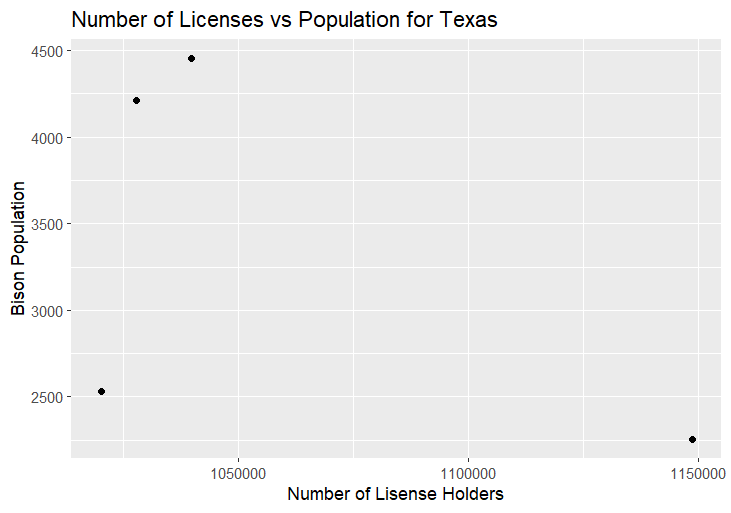 Number of Licenses vs Population for Texas
4500
4000
3500
3000
2500
Bison Population
1050000
1100000
1150000
Number of Lisense Holders